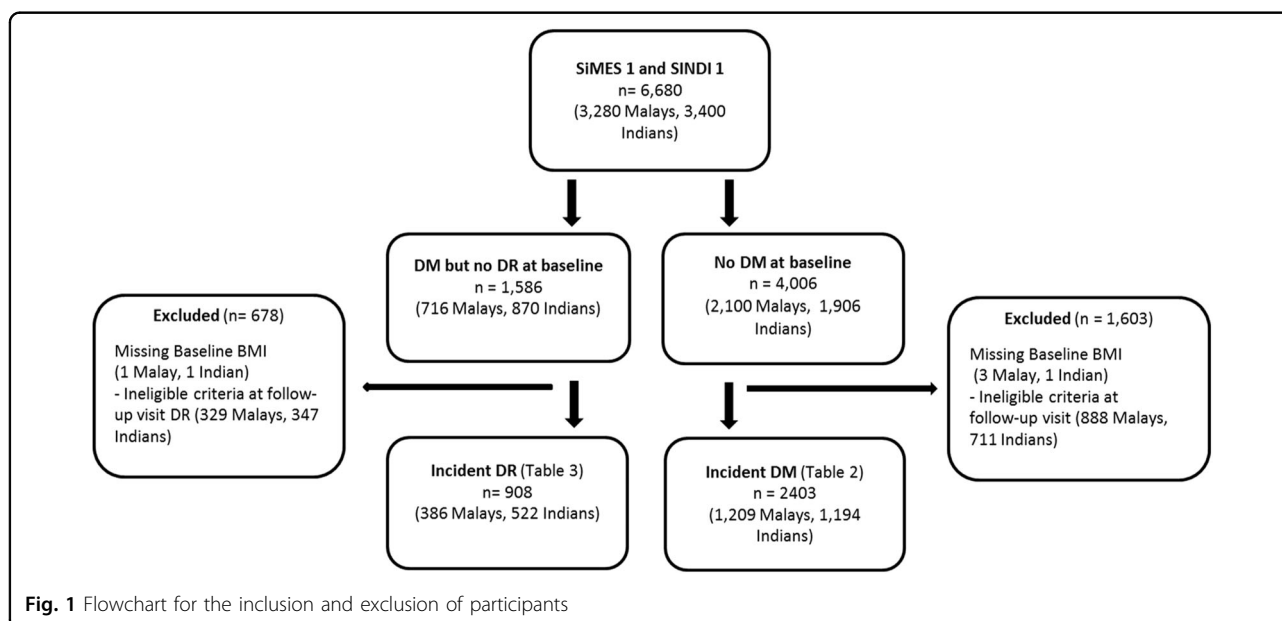 SiMES 1 and SINDI 1
n= 6,680
(3,280 Malays, 3,400
Indians)
DM but no DR at baseline
n = 1,586
(716 Malays, 870 Indians)
No DM at baseline
n = 4,006
(2,100 Malays, 1,906
Indians)
Excluded (n= 678)
Missing Baseline BMI
(1 Malay, 1 Indian)
- Ineligible criteria at follow-
up visit DR (329 Malays, 347
Indians)
Excluded (n = 1,603)
Missing Baseline BMI
(3 Malay, 1 Indian)
- Ineligible criteria at
follow-up visit (888 Malays,
711 Indians)
Incident DR (Table 3)
n= 908
(386 Malays, 522 Indians)
Incident DM (Table 2)
n = 2403
(1,209 Malays, 1,194
Indians)
Fig. 1 Flowchart for the inclusion and exclusion of participants